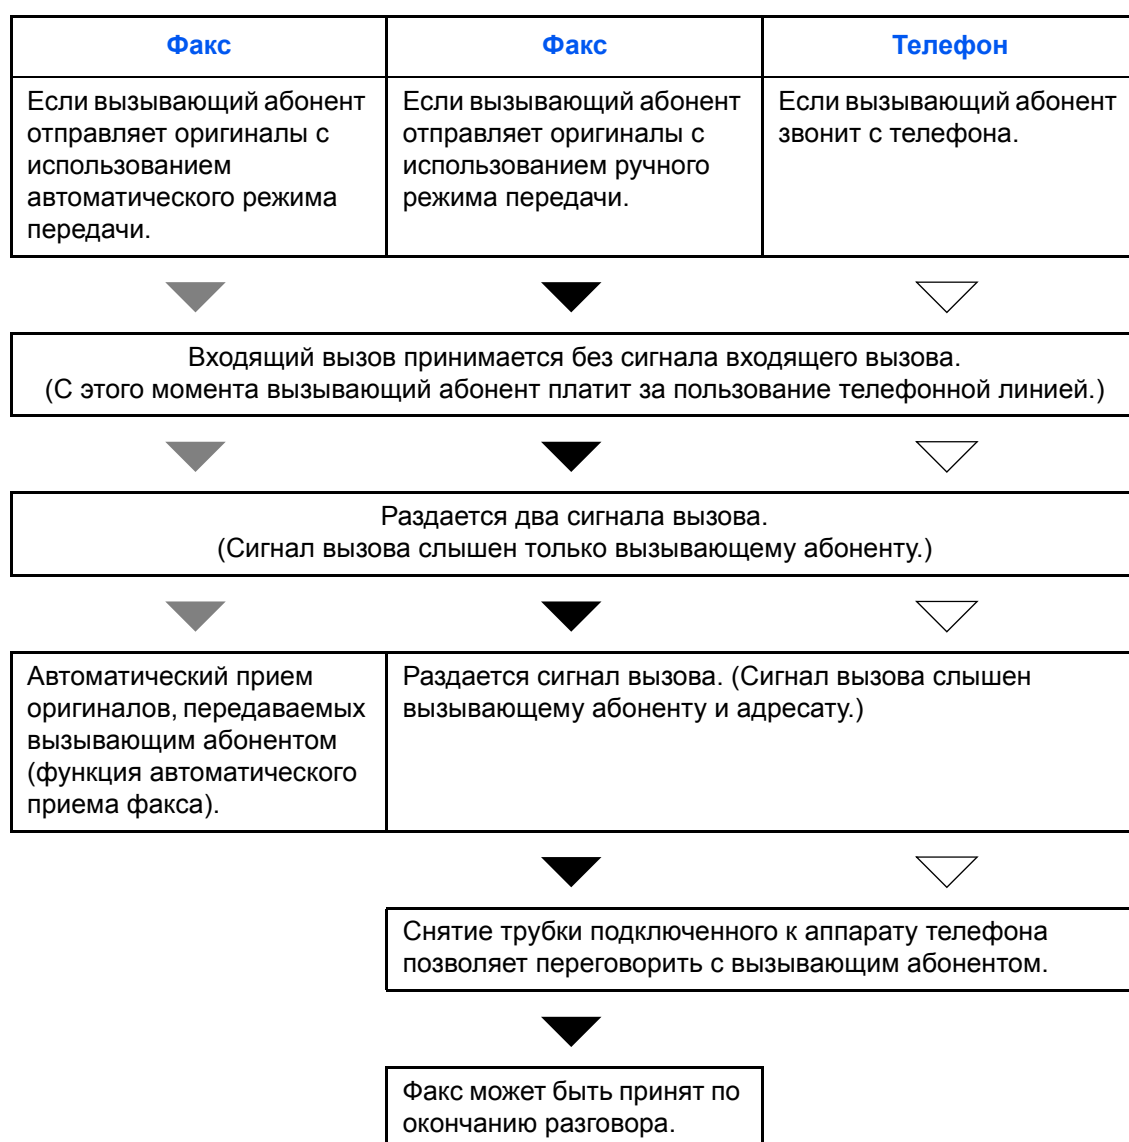 Факс
Факс
Телефон
Если вызывающий абонент
отправляет оригиналы с
использованием
автоматического режима
передачи.
Если вызывающий абонент
отправляет оригиналы с
использованием ручного
режима передачи.
Если вызывающий абонент
звонит с телефона.
Входящий вызов принимается без сигнала входящего вызова.
(С этого момента вызывающий абонент платит за пользование телефонной линией.)
Раздается два сигнала вызова.
(Сигнал вызова слышен только вызывающему абоненту.)
Автоматический прием
оригиналов, передаваемых
вызывающим абонентом
(функция автоматического
приема факса).
Раздается сигнал вызова. (Сигнал вызова слышен
вызывающему абоненту и адресату.)
Снятие трубки подключенного к аппарату телефона
позволяет переговорить с вызывающим абонентом.
Факс может быть принят по
окончанию разговора.